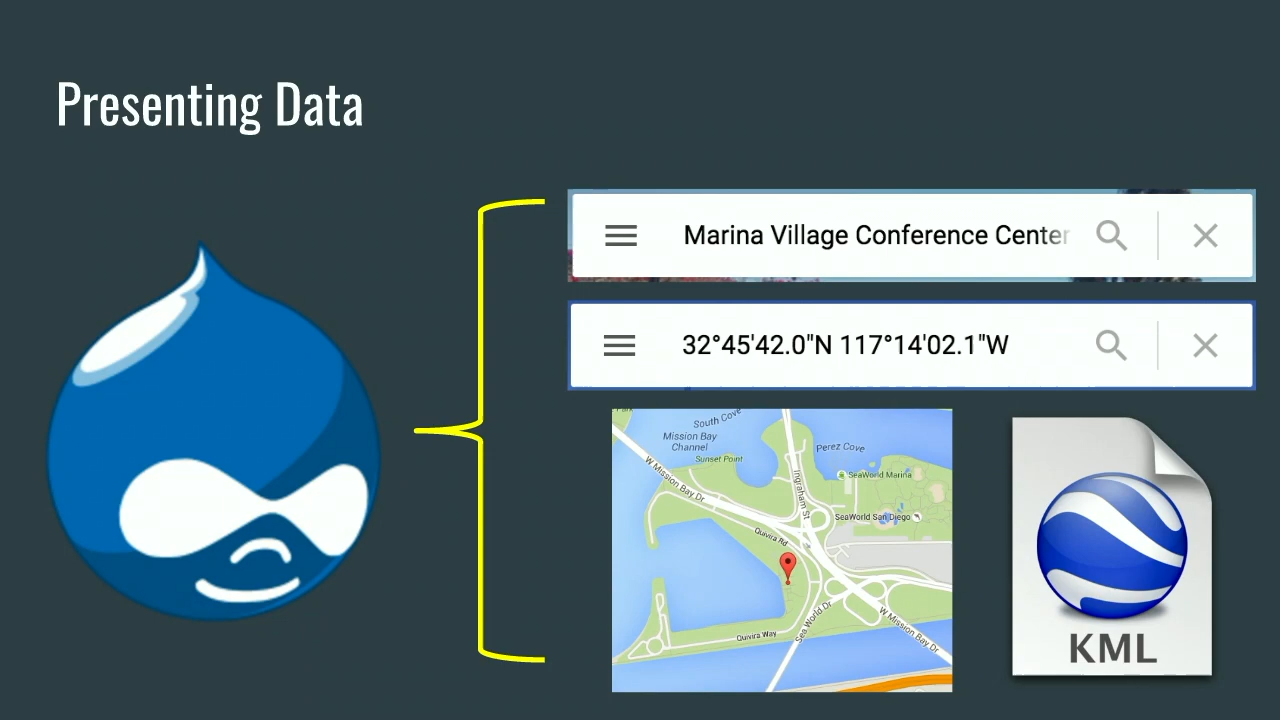 Presenting Data
Marina Village Conference Center
32°45'42.0"N 117°14'02.1"W
Park
South Cove
Mission Bay
Channel
Sunset Point
Perez Cove
W Mission Bay Dr
Ingraham St
SeaWorld Marina
SeaWorld San Diego
Quivira Rd
Quivira Way
Sea World Dr
W Mission Bay Dr
KML